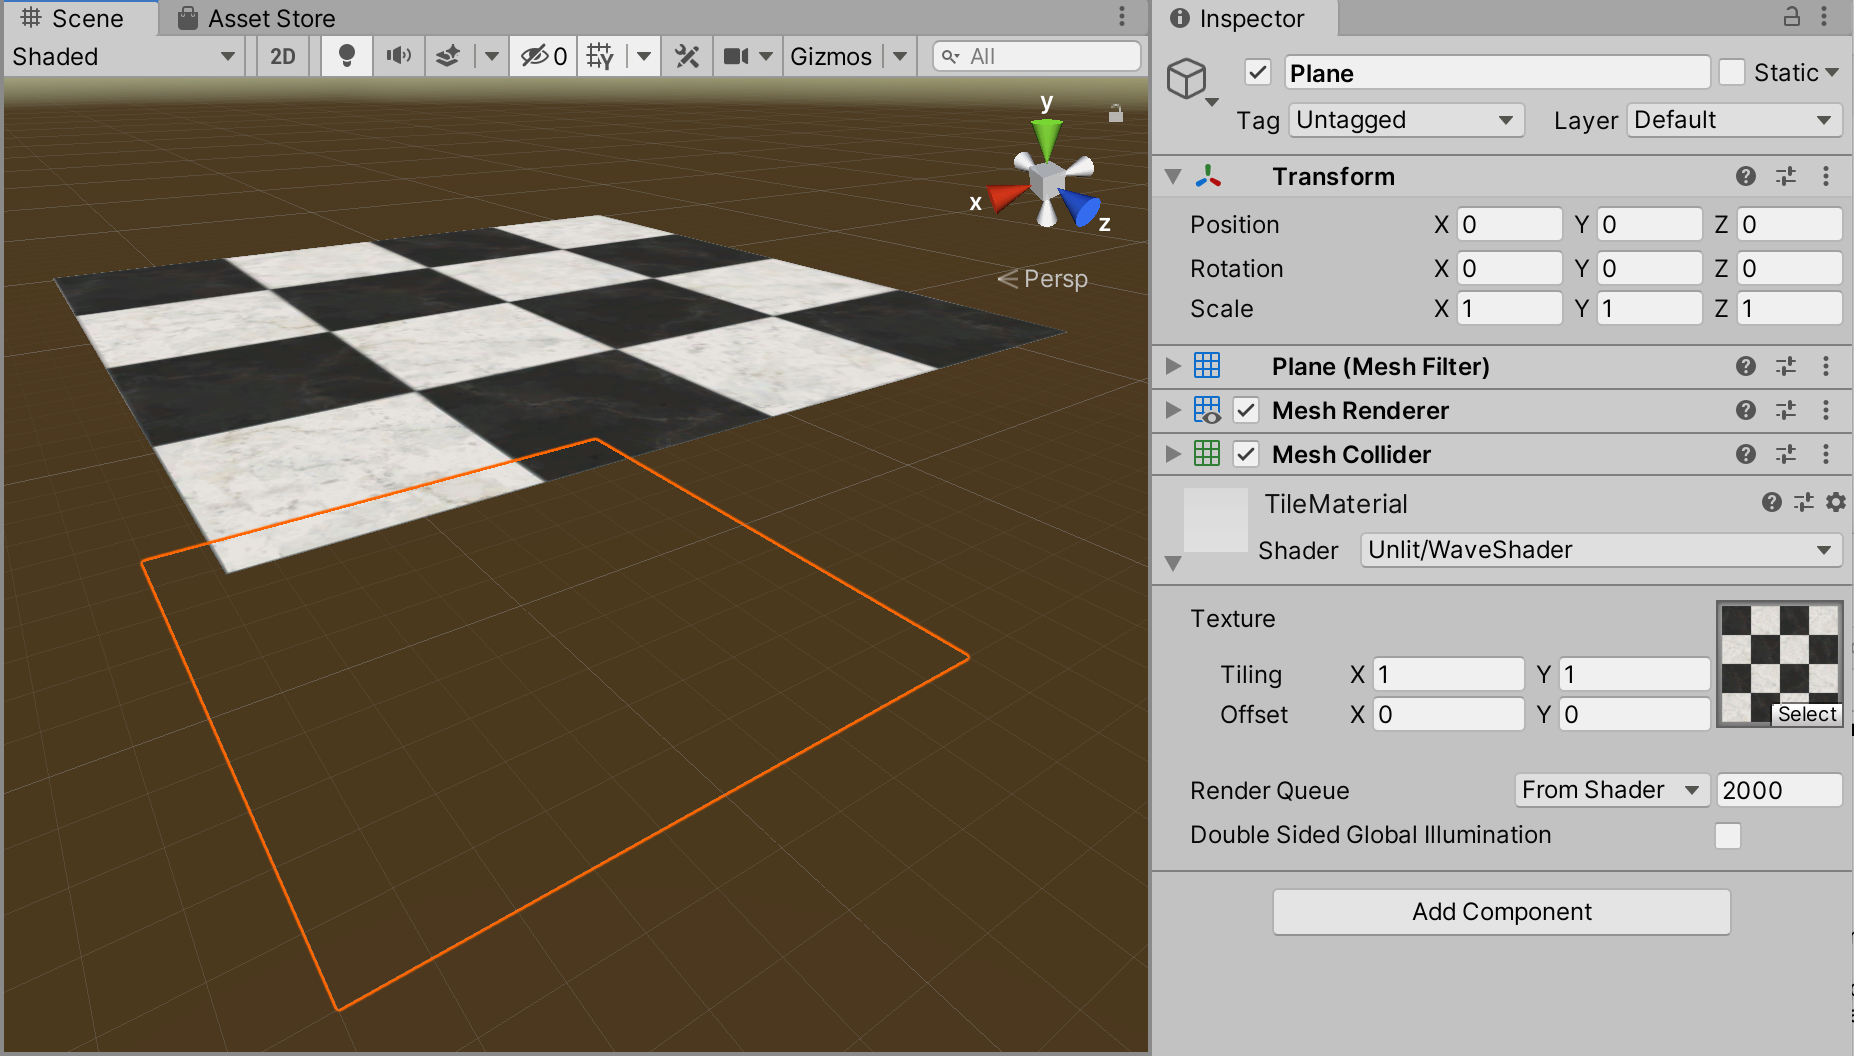 Scene
Asset Store
Shaded
2D
0
Gizmos
All
y
x
z
Persp
Inspector
Plane
Static
Tag Untagged Layer Default
Transform
Position X 0 Y 0 Z 0
Rotation X 0 Y 0 Z 0
Scale X 1 Y 1 Z 1
Plane (Mesh Filter)
Mesh Renderer
Mesh Collider
TileMaterial
Shader Unlit/WaveShader
Texture
Tiling X 1 Y 1
Offset X 0 Y 0
Select
Render Queue From Shader 2000
Double Sided Global Illumination
Add Component